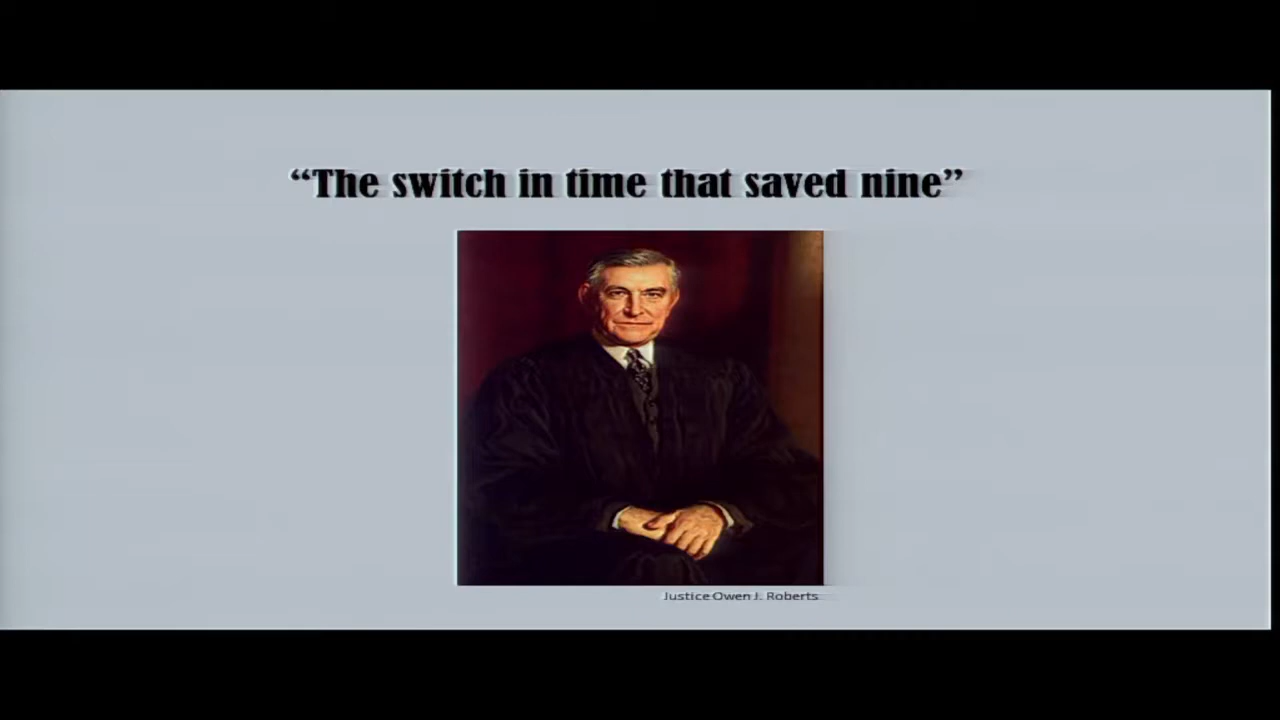 “The switch in time that saved nine”
Justice Owen J. Roberts